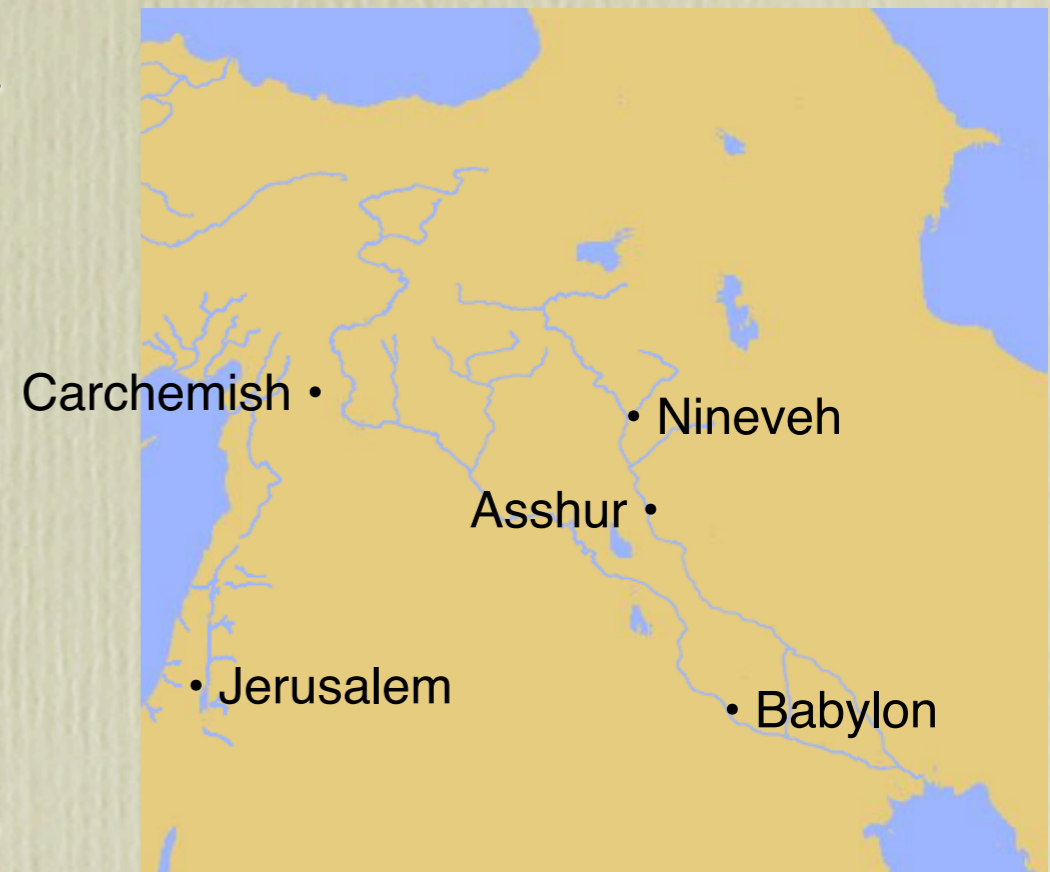 Carchemish •
• Nineveh
Asshur •
• Jerusalem
• Babylon